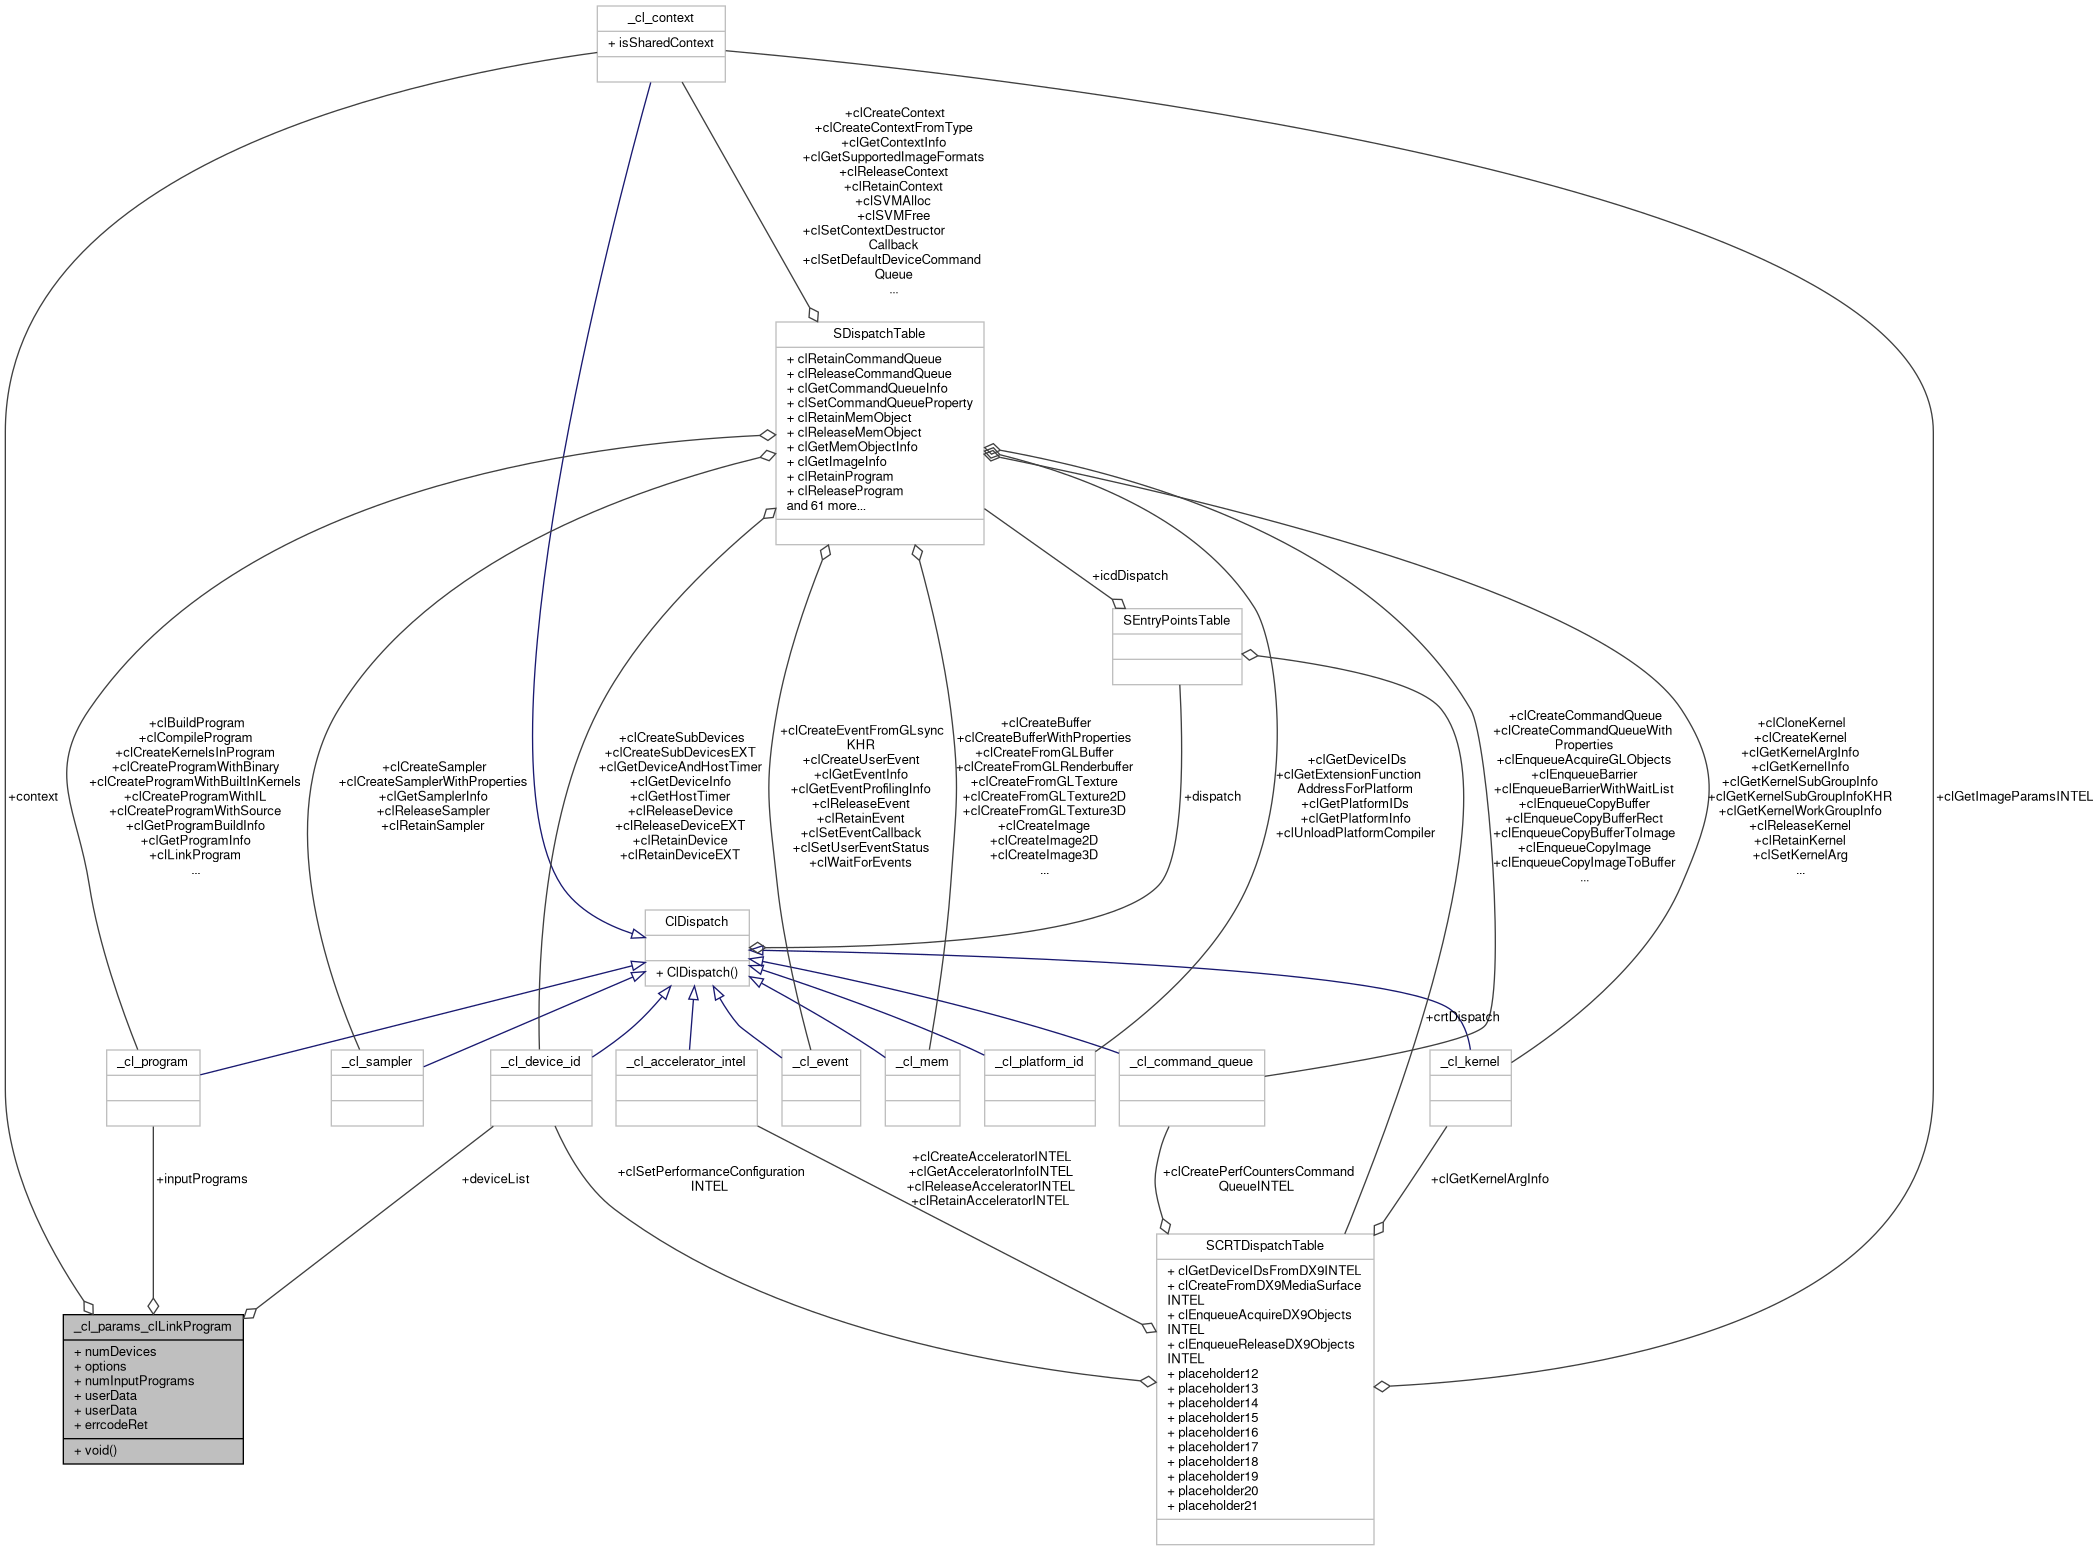 _cl_context
+ isSharedContext
+clCreateContext
+clCreateContextFromType
+clGetContextInfo
+clGetSupportedImageFormats
+clReleaseContext
+clRetainContext
+clSVMAlloc
+clSVMFree
+clSetContextDestructor
Callback
+clSetDefaultDeviceCommand
Queue
...
SDispatchTable
+ clRetainCommandQueue
+ clReleaseCommandQueue
+ clGetCommandQueueInfo
+ clSetCommandQueueProperty
+ clRetainMemObject
+ clReleaseMemObject
+ clGetMemObjectInfo
+ clGetImageInfo
+ clRetainProgram
+ clReleaseProgram
and 61 more...
+icdDispatch
SEntryPointsTable
+context
+clBuildProgram
+clCompileProgram
+clCreateKernelsInProgram
+clCreateProgramWithBinary
+clCreateProgramWithBuiltInKernels
+clCreateProgramWithIL
+clCreateProgramWithSource
+clGetProgramBuildInfo
+clGetProgramInfo
+clLinkProgram
...
+clCreateSampler
+clCreateSamplerWithProperties
+clGetSamplerInfo
+clReleaseSampler
+clRetainSampler
+clCreateSubDevices
+clCreateSubDevicesEXT
+clGetDeviceAndHostTimer
+clGetDeviceInfo
+clGetHostTimer
+clReleaseDevice
+clReleaseDeviceEXT
+clRetainDevice
+clRetainDeviceEXT
+clCreateEventFromGLsync
KHR
+clCreateUserEvent
+clGetEventInfo
+clGetEventProfilingInfo
+clReleaseEvent
+clRetainEvent
+clSetEventCallback
+clSetUserEventStatus
+clWaitForEvents
+clCreateBuffer
+clCreateBufferWithProperties
+clCreateFromGLBuffer
+clCreateFromGLRenderbuffer
+clCreateFromGLTexture
+clCreateFromGLTexture2D
+clCreateFromGLTexture3D
+clCreateImage
+clCreateImage2D
+clCreateImage3D
...
+dispatch
+clGetDeviceIDs
+clGetExtensionFunction
AddressForPlatform
+clGetPlatformIDs
+clGetPlatformInfo
+clUnloadPlatformCompiler
+clCreateCommandQueue
+clCreateCommandQueueWith
Properties
+clEnqueueAcquireGLObjects
+clEnqueueBarrier
+clEnqueueBarrierWithWaitList
+clEnqueueCopyBuffer
+clEnqueueCopyBufferRect
+clEnqueueCopyBufferToImage
+clEnqueueCopyImage
+clEnqueueCopyImageToBuffer
...
+clCloneKernel
+clCreateKernel
+clGetKernelArgInfo
+clGetKernelInfo
+clGetKernelSubGroupInfo
+clGetKernelSubGroupInfoKHR
+clGetKernelWorkGroupInfo
+clReleaseKernel
+clRetainKernel
+clSetKernelArg
...
+clGetImageParamsINTEL
ClDispatch
+ ClDispatch()
+crtDispatch
_cl_program
_cl_sampler
_cl_device_id
_cl_accelerator_intel
_cl_event
_cl_mem
_cl_platform_id
_cl_command_queue
_cl_kernel
+inputPrograms
+deviceList
+clSetPerformanceConfiguration
INTEL
+clCreateAcceleratorINTEL
+clGetAcceleratorInfoINTEL
+clReleaseAcceleratorINTEL
+clRetainAcceleratorINTEL
+clCreatePerfCountersCommand
QueueINTEL
+clGetKernelArgInfo
_cl_params_clLinkProgram
+ numDevices
+ options
+ numInputPrograms
+ userData
+ userData
+ errcodeRet
+ void()
SCRTDispatchTable
+ clGetDeviceIDsFromDX9INTEL
+ clCreateFromDX9MediaSurface
INTEL
+ clEnqueueAcquireDX9Objects
INTEL
+ clEnqueueReleaseDX9Objects
INTEL
+ placeholder12
+ placeholder13
+ placeholder14
+ placeholder15
+ placeholder16
+ placeholder17
+ placeholder18
+ placeholder19
+ placeholder20
+ placeholder21